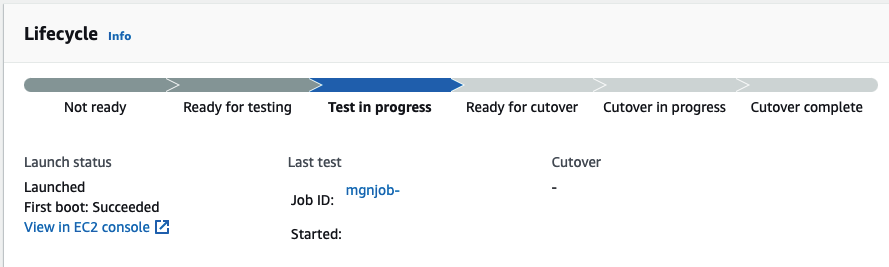 Lifecycle Info
Not ready
Ready for testing
Test in progress
Ready for cutover
Cutover in progress
Cutover complete
Launch status
Launched
First boot: Succeeded
View in EC2 console
Last test
Job ID: mgnjob-
Started:
Cutover
-